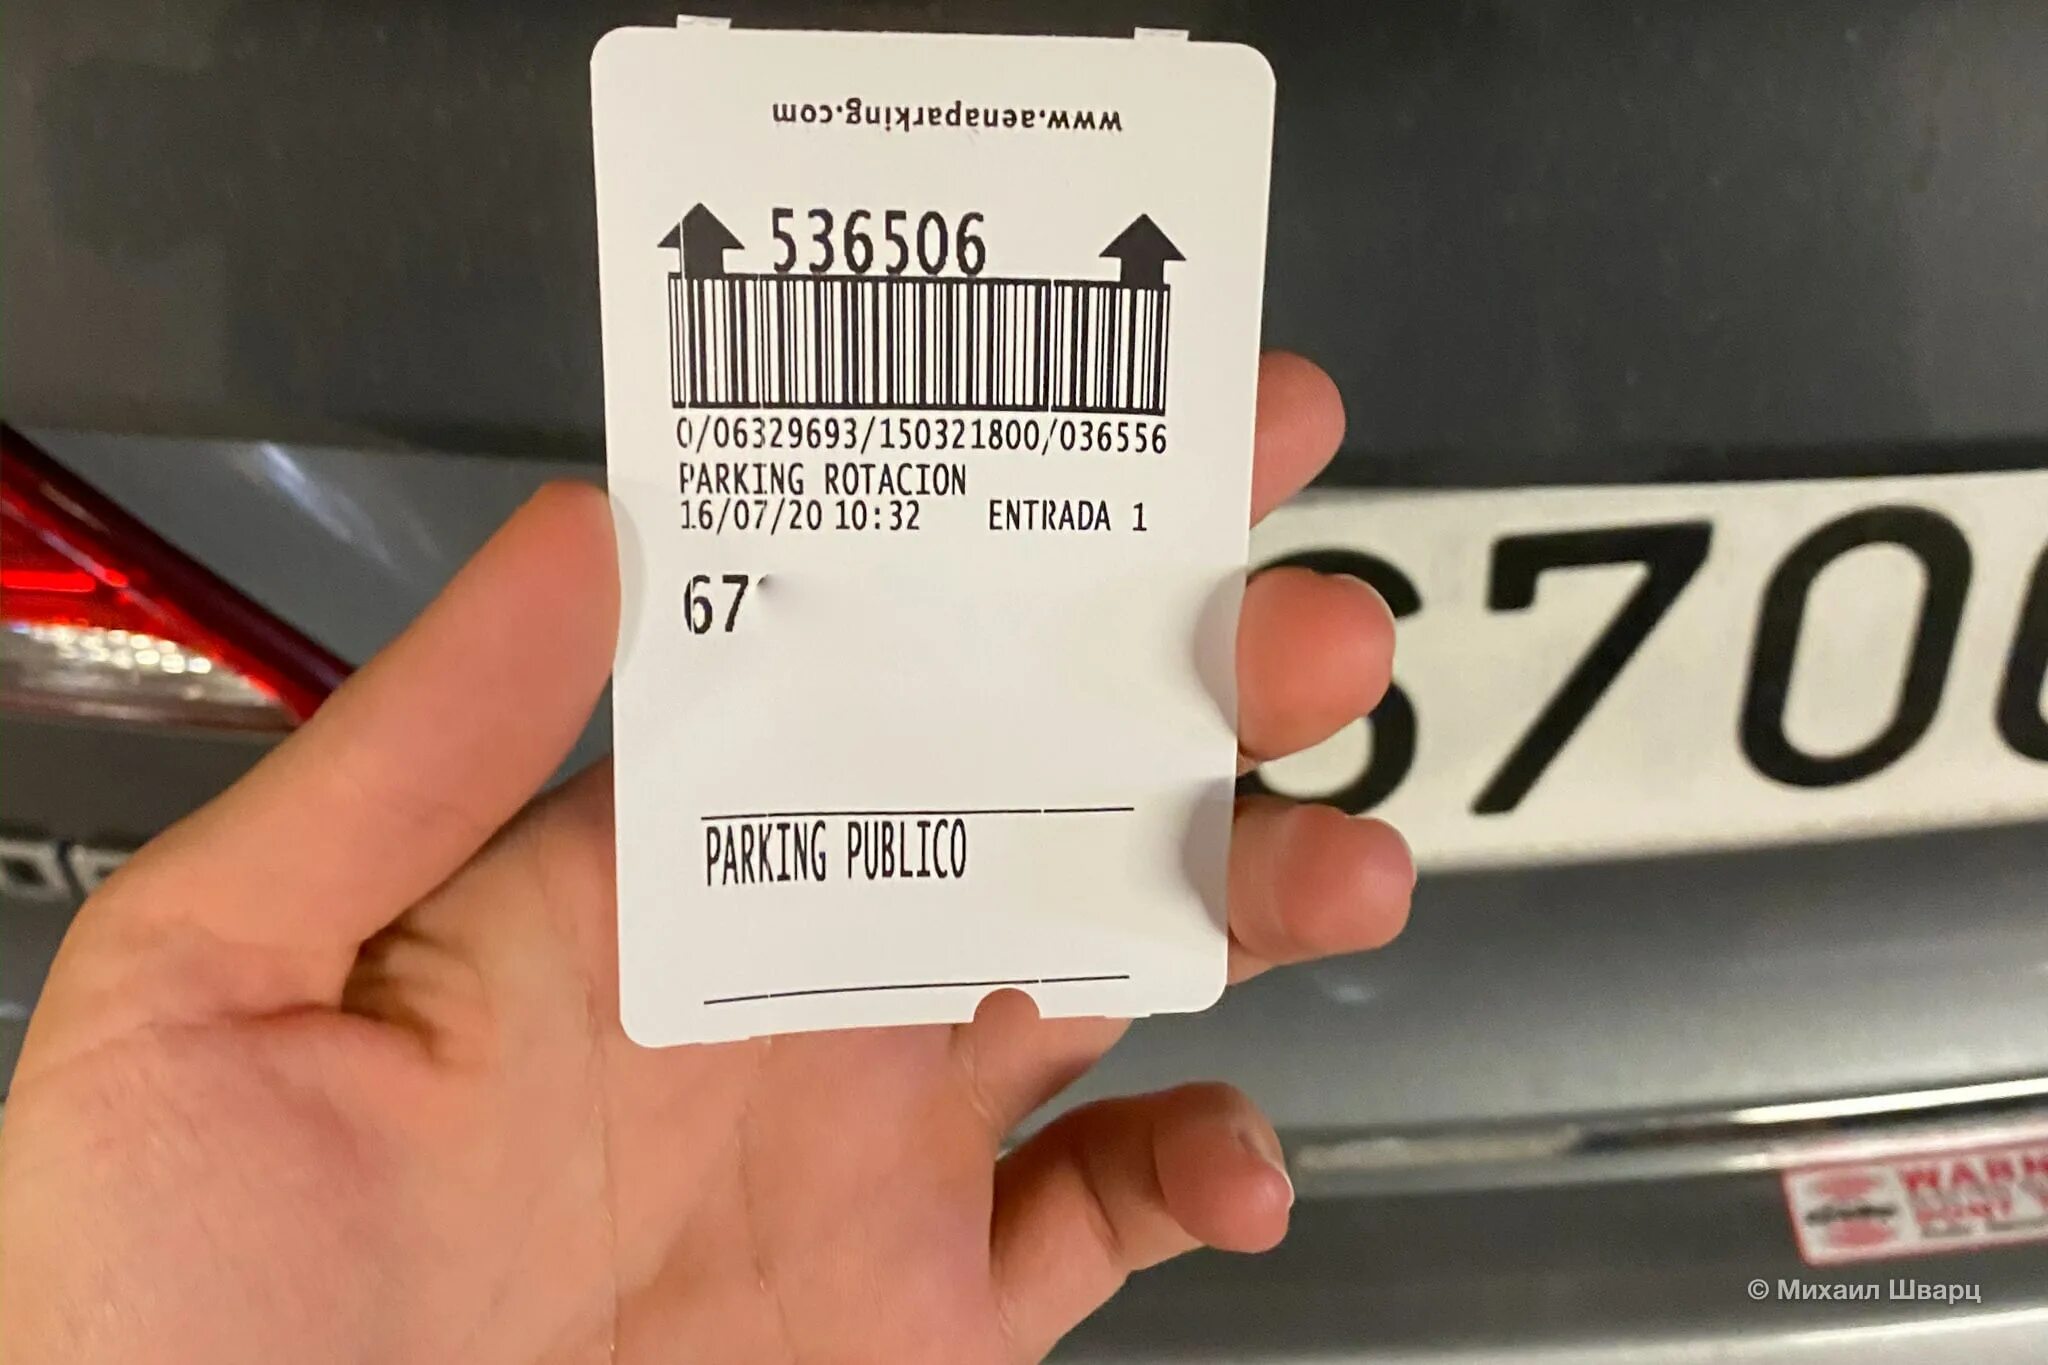 www.aenaparking.com
536506
0/06329693/150321800/036556
PARKING ROTACION
16/07/20 10:32 ENTRADA 1
67
PARKING PUBLICO
670
© Михаил Шварц